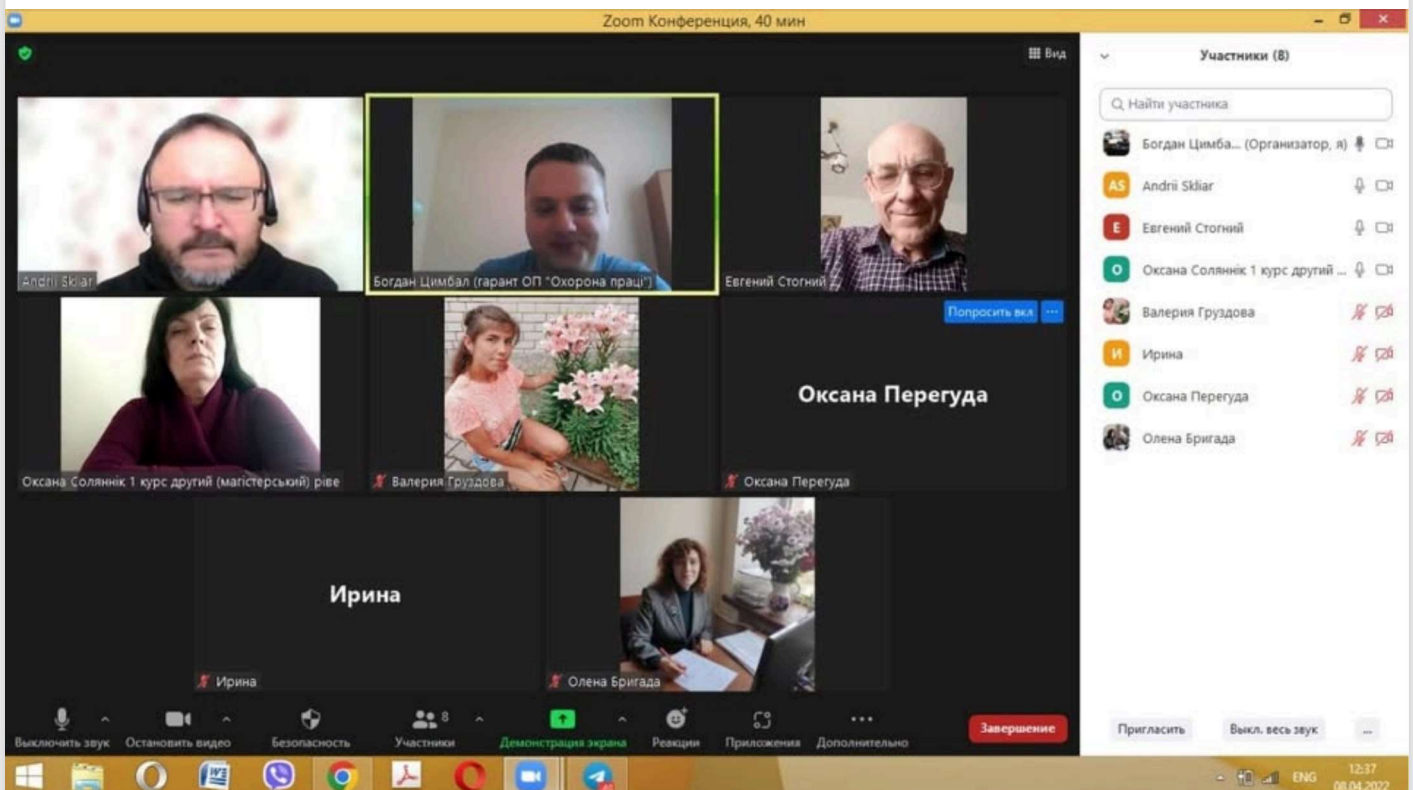 Zoom Конференция, 40 мин
Вид
Andrii Skliar
Богдан Цимбал (гарант ОП "Охорона праці")
Евгений Стогний
Попросить вкл ...
Оксана Перегуда
Оксана Соляннік 1 курс другий (магістерський) ріве
Валерия Груздова
Оксана Перегуда
Ирина
Ирина
Олена Бригада
Выключить звук
Остановить видео
Безопасность
8
Участники
Демонстрация экрана
Реакции
Приложения
Дополнительно
Завершение
Участники (8)
Найти участника
Богдан Цимба... (Организатор, я)
AS Andrii Skliar
Е Евгений Стогний
О Оксана Соляннік 1 курс другий ...
Валерия Груздова
И Ирина
О Оксана Перегуда
Олена Бригада
Пригласить
Выкл. весь звук
...
ENG
12:37
08.04.2022